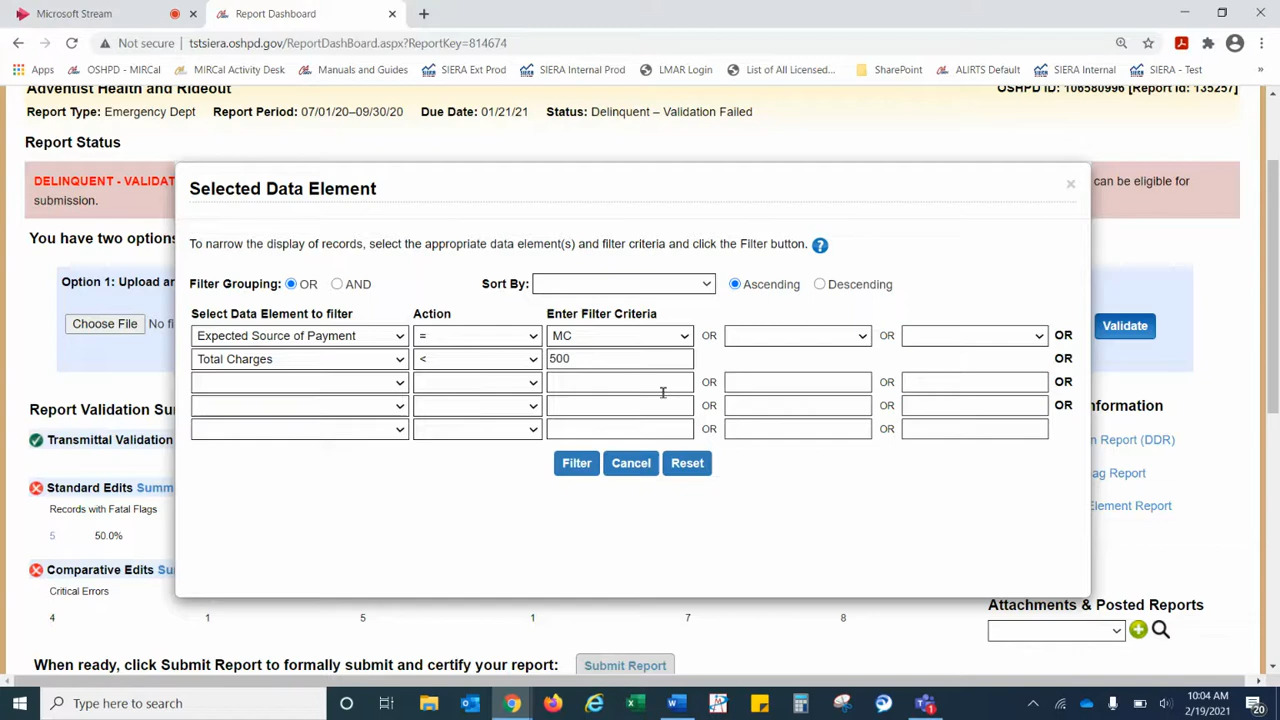 Microsoft Stream
Report Dashboard
Not secure | tstsiera.oshpd.gov/ReportDashBoard.aspx?ReportKey=814674
Apps OSHPD - MIRCal MIRCal Activity Desk Manuals and Guides SIERA Ext Prod SIERA Internal Prod LMAR Login List of All Licensed... SharePoint ALIRTS Default SIERA Internal SIERA - Test »
Adventist Health and Rideout OSHPD ID: 106580996 [Report Id: 135257]
Report Type: Emergency Dept Report Period: 07/01/20–09/30/20 Due Date: 01/21/21 Status: Delinquent – Validation Failed
Report Status
DELINQUENT - VALIDAT can be eligible for
submission.
You have two option
Option 1: Upload ar
Choose File No fi
Validate
Selected Data Element ×
To narrow the display of records, select the appropriate data element(s) and filter criteria and click the Filter button. ?
Filter Grouping: OR AND Sort By: Ascending Descending
Select Data Element to filter Action Enter Filter Criteria
Expected Source of Payment = MC OR OR OR
Total Charges < 500 OR
OR OR OR
OR OR OR
OR OR
Filter Cancel Reset
Report Validation Sum
Transmittal Validation
Standard Edits Summ
Records with Fatal Flags
5 50.0%
Comparative Edits Su
Critical Errors
4 1 5 1 7 8
nformation
n Report (DDR)
ag Report
Element Report
Attachments & Posted Reports
When ready, click Submit Report to formally submit and certify your report: Submit Report
Type here to search
10:04 AM
2/19/2021
20